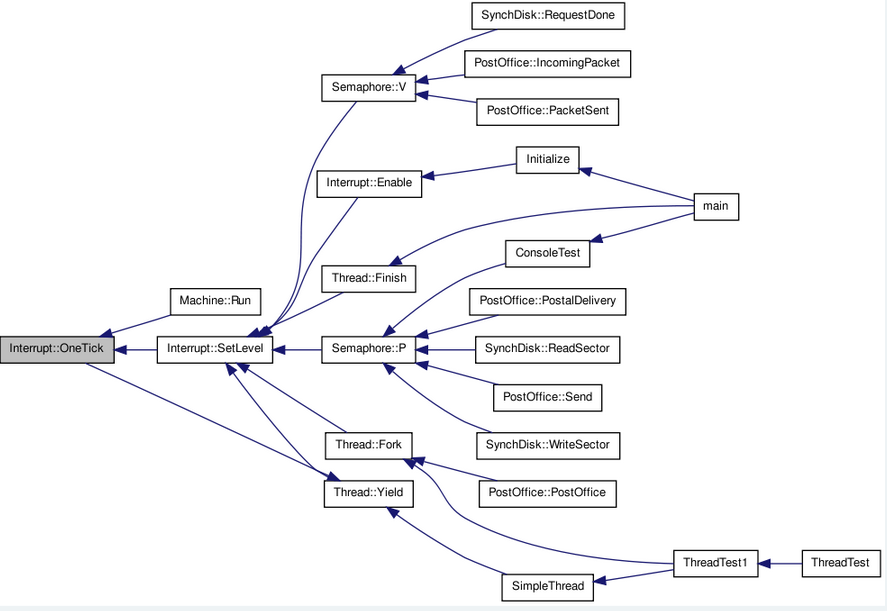 SynchDisk::RequestDone
PostOffice::IncomingPacket
Semaphore::V
PostOffice::PacketSent
Initialize
Interrupt::Enable
main
ConsoleTest
Thread::Finish
Machine::Run
PostOffice::PostalDelivery
Interrupt::OneTick
Interrupt::SetLevel
Semaphore::P
SynchDisk::ReadSector
PostOffice::Send
Thread::Fork
SynchDisk::WriteSector
Thread::Yield
PostOffice::PostOffice
ThreadTest1
ThreadTest
SimpleThread